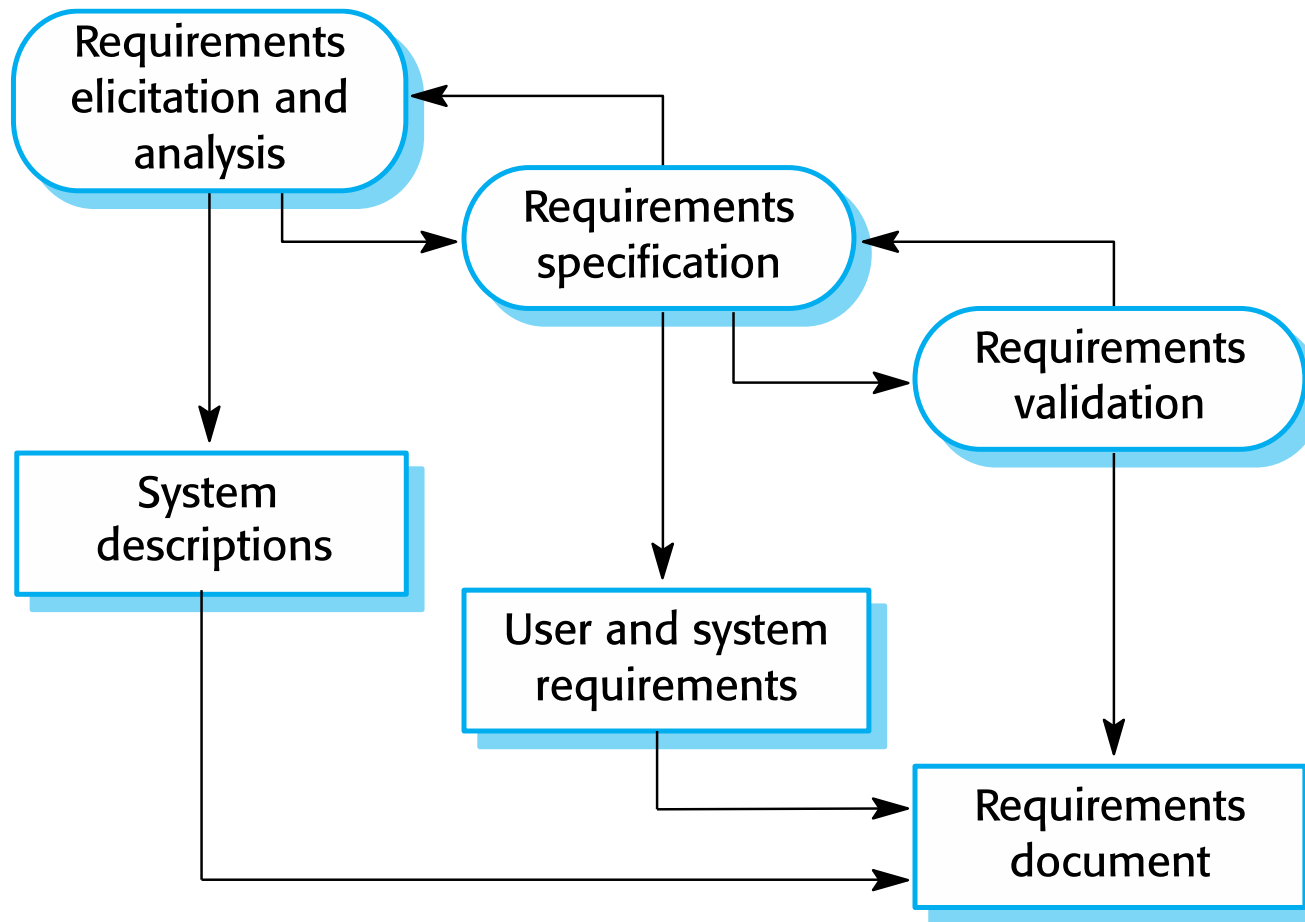 Requirements
elicitation and
analysis
Requirements
specification
Requirements
validation
System
descriptions
User and system
requirements
Requirements
document